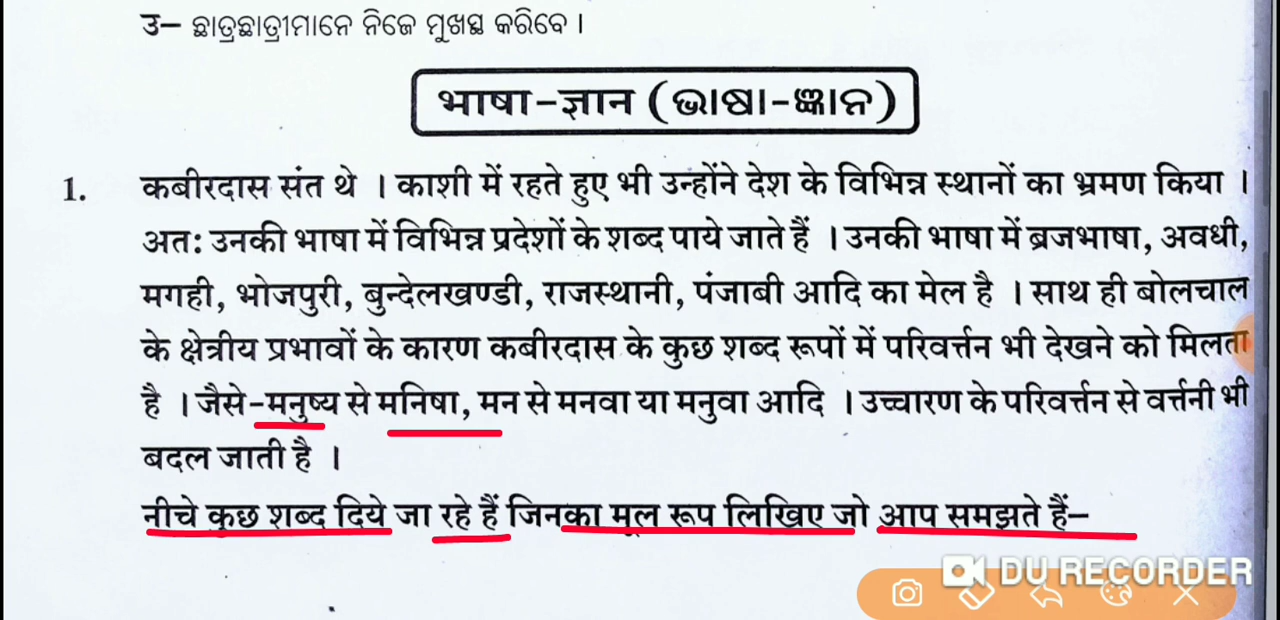 ଉ– ଛାତ୍ରଛାତ୍ରୀମାନେ ନିଜେ ମୁଖସ୍ଥ କରିବେ ।
भाषा-ज्ञान (ଭାଷା-ଜ୍ଞାନ)
1. कबीरदास संत थे । काशी में रहते हुए भी उन्होंने देश के विभिन्न स्थानों का भ्रमण किया ।
अतः उनकी भाषा में विभिन्न प्रदेशों के शब्द पाये जाते हैं । उनकी भाषा में ब्रजभाषा, अवधी,
मगही, भोजपुरी, बुन्देलखण्डी, राजस्थानी, पंजाबी आदि का मेल है । साथ ही बोलचाल
के क्षेत्रीय प्रभावों के कारण कबीरदास के कुछ शब्द रूपों में परिवर्त्तन भी देखने को मिलता
है । जैसे-मनुष्य से मनिषा, मन से मनवा या मनुवा आदि । उच्चारण के परिवर्त्तन से वर्त्तनी भी
बदल जाती है ।
नीचे कुछ शब्द दिये जा रहे हैं जिनका मूल रूप लिखिए जो आप समझते हैं–
DU RECORDER